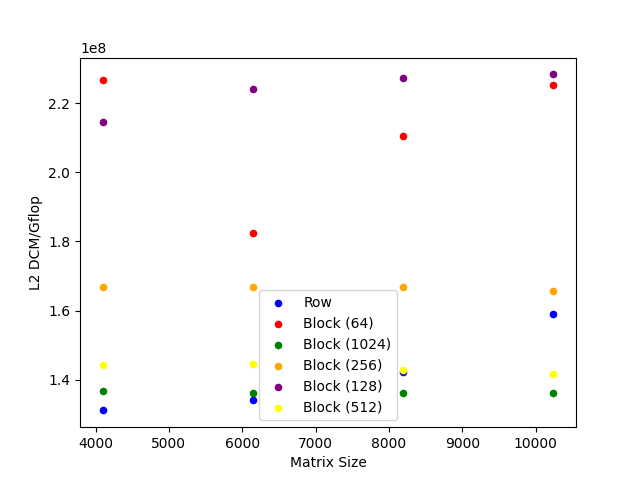 1e8
2.2
2.0
1.8
1.6
1.4
L2 DCM/Gflop
Row
Block (64)
Block (1024)
Block (256)
Block (128)
Block (512)
4000 5000 6000 7000 8000 9000 10000
Matrix Size